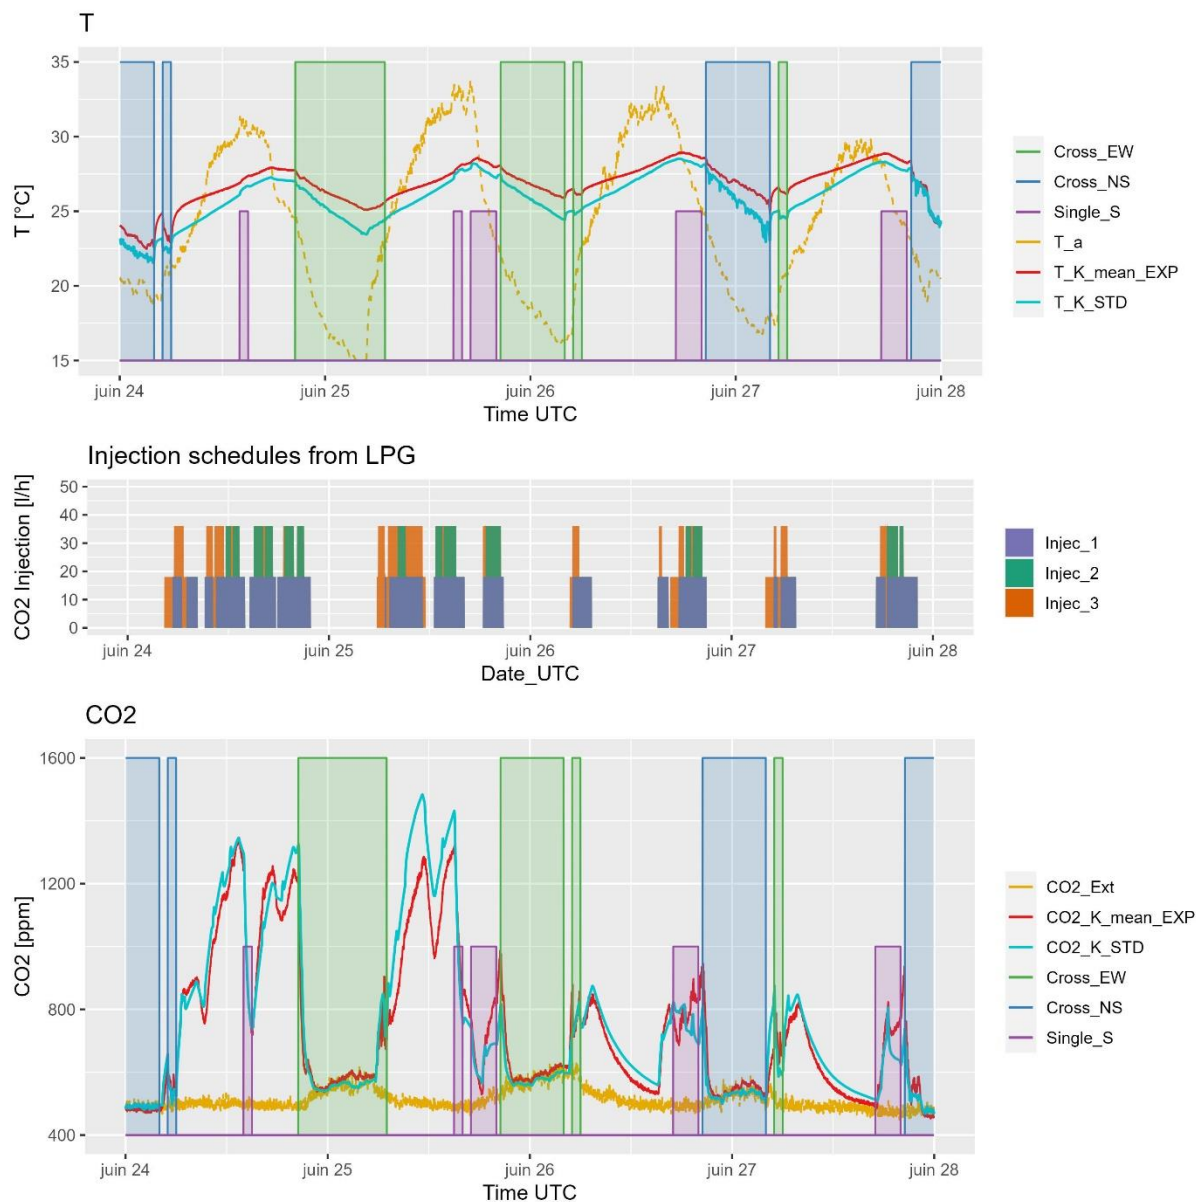 T
35
30
25
20
15
T [°C]
juin 24
juin 25
juin 26
juin 27
juin 28
Time UTC
Cross_EW
Cross_NS
Single_S
T_a
T_K_mean_EXP
T_K_STD
Injection schedules from LPG
50
40
30
20
10
0
CO2 Injection [l/h]
juin 24
juin 25
juin 26
juin 27
juin 28
Date_UTC
Injec_1
Injec_2
Injec_3
CO2
1600
1200
800
400
CO2 [ppm]
juin 24
juin 25
juin 26
juin 27
juin 28
Time UTC
CO2_Ext
CO2_K_mean_EXP
CO2_K_STD
Cross_EW
Cross_NS
Single_S